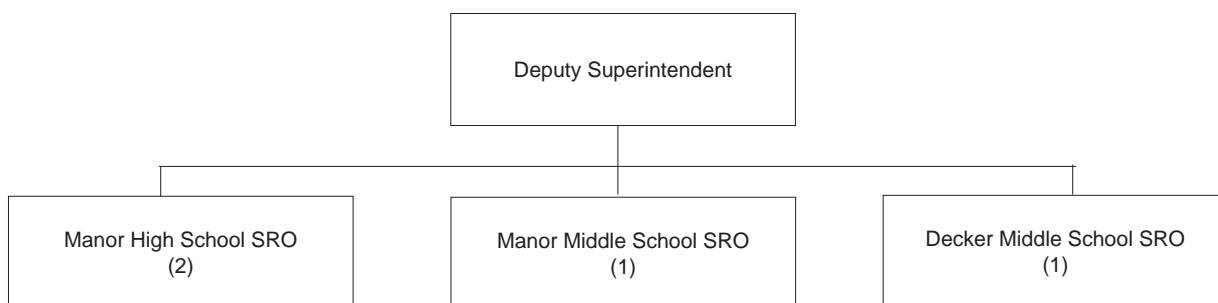 Deputy Superintendent
Manor High School SRO
(2)
Manor Middle School SRO
(1)
Decker Middle School SRO
(1)